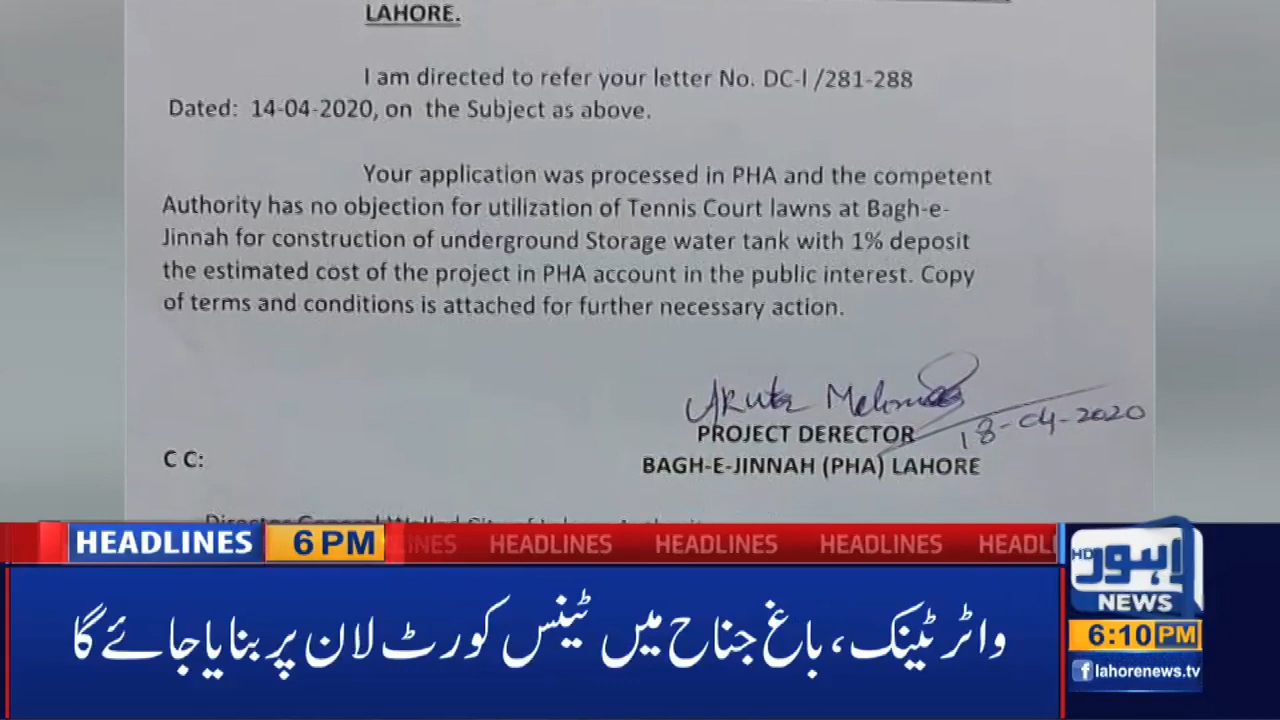 LAHORE.
I am directed to refer your letter No. DC-I /281-288
Dated: 14-04-2020, on the Subject as above.
Your application was processed in PHA and the competent
Authority has no objection for utilization of Tennis Court lawns at Bagh-e-
Jinnah for construction of underground Storage water tank with 1% deposit
the estimated cost of the project in PHA account in the public interest. Copy
of terms and conditions is attached for further necessary action.
18-04-2020
PROJECT DERECTOR
C C:
BAGH-E-JINNAH (PHA) LAHORE
HEADLINES 6 PM HEADLINES HEADLINES HEADLINES
واٹر ٹینک، باغ جناح میں ٹینس کورٹ لان پر بنایا جائے گا
HD لاہور
NEWS
6:10 PM
f lahorenews.tv